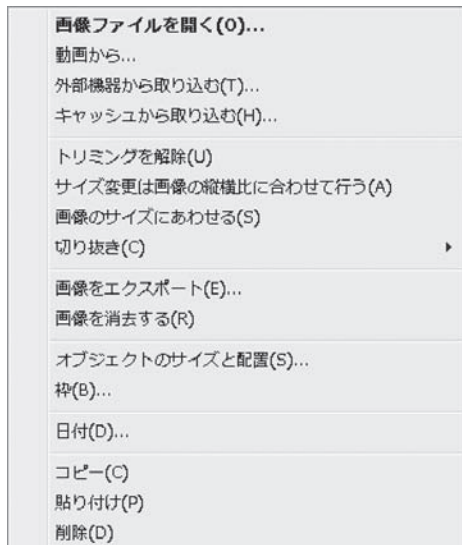 画像ファイルを開く(O)...
動画から...
外部機器から取り込む(T)...
キャッシュから取り込む(H)...
トリミングを解除(U)
サイズ変更は画像の縦横比に合わせて行う(A)
画像のサイズにあわせる(S)
切り抜き(C)
画像をエクスポート(E)...
画像を消去する(R)
オブジェクトのサイズと配置(S)...
枠(B)...
日付(D)...
コピー(C)
貼り付け(P)
削除(D)